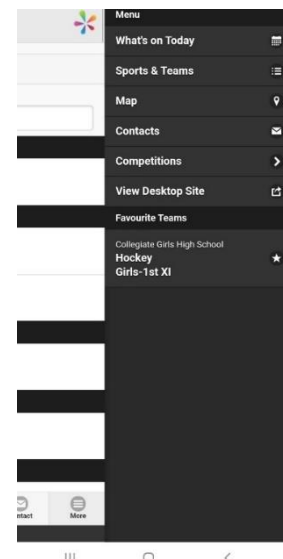 Menu
What's on Today
Sports & Teams
Map
Contacts
Competitions
View Desktop Site
Favourite Teams
Collegiate Girls High School
Hockey
Girls-1st XI
ntact
More